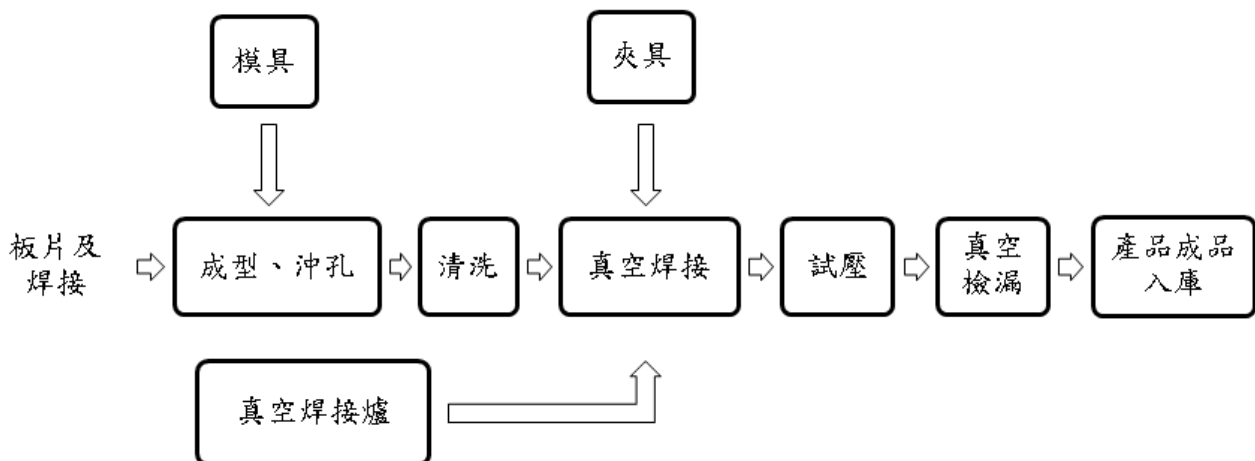 模具
夾具
板片及
焊接
成型、沖孔
清洗
真空焊接
試壓
真空
檢漏
產品成品
入庫
真空焊接爐